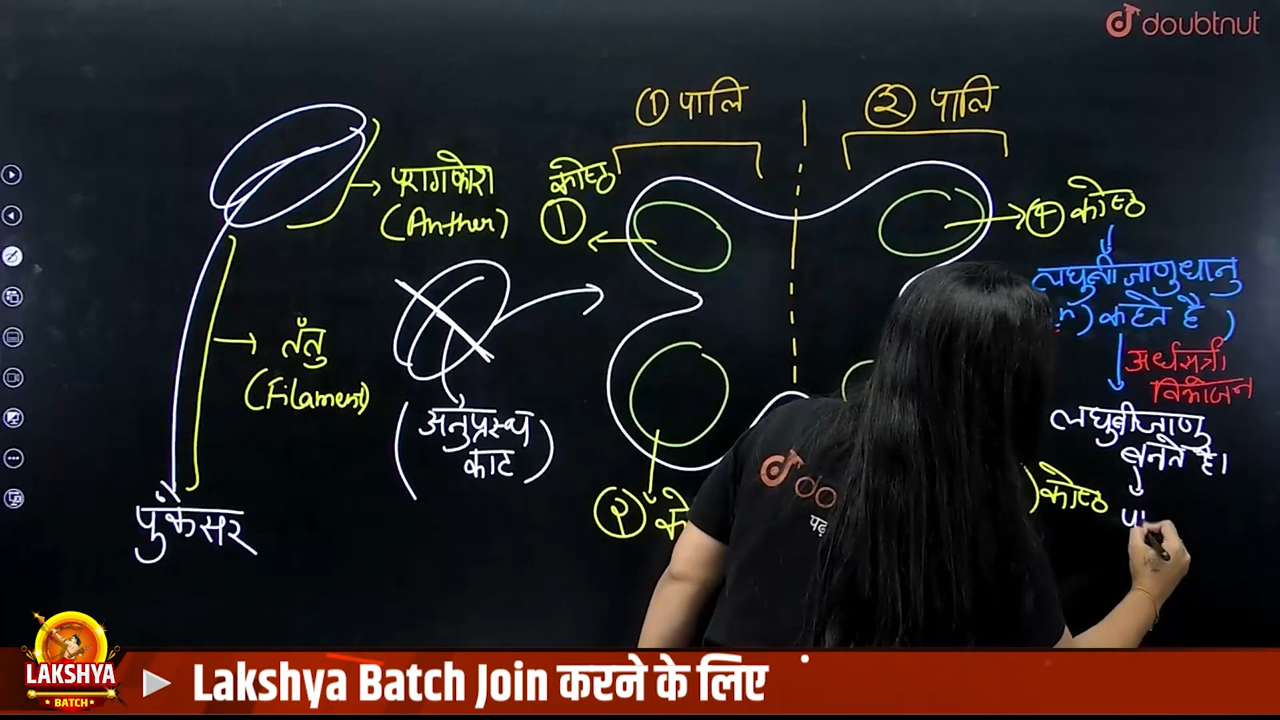 doubtnut
① पालि
② पालि
परागकोश
(Anther)
कोष्ठ
①
④ कोष्ठ
लघुबीजाणुधानी
कहते है )
अर्धसूत्री
विभाजन
तंतु
(Filament)
(अनुप्रस्थ
काट)
लघुबीजाणु
बनते है।
②
)कोष्ठ
पुंकेसर
LAKSHYA
BATCH
Lakshya Batch Join करने के लिए